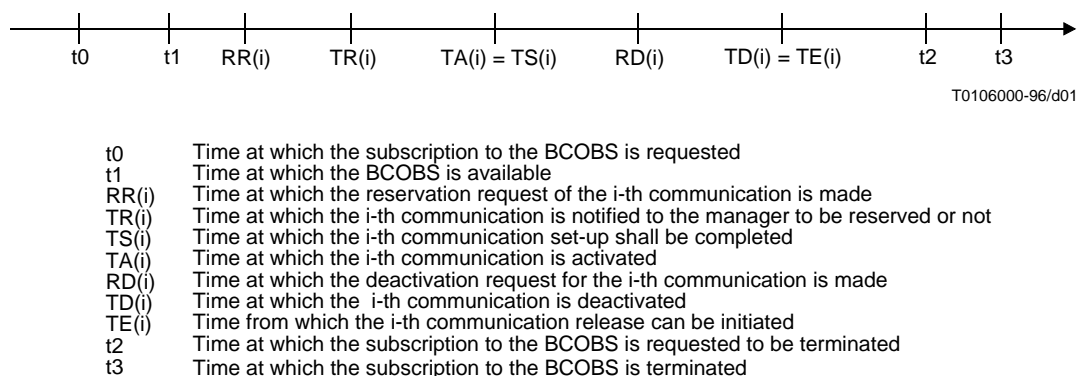 t0 t1 RR(i) TR(i) TA(i) = TS(i) RD(i) TD(i) = TE(i) t2 t3
T0106000-96/d01
t0 Time at which the subscription to the BCOBS is requested
t1 Time at which the BCOBS is available
RR(i) Time at which the reservation request of the i-th communication is made
TR(i) Time at which the i-th communication is notified to the manager to be reserved or not
TS(i) Time at which the i-th communication set-up shall be completed
TA(i) Time at which the i-th communication is activated
RD(i) Time at which the deactivation request for the i-th communication is made
TD(i) Time at which the i-th communication is deactivated
TE(i) Time from which the i-th communication release can be initiated
t2 Time at which the subscription to the BCOBS is requested to be terminated
t3 Time at which the subscription to the BCOBS is terminated